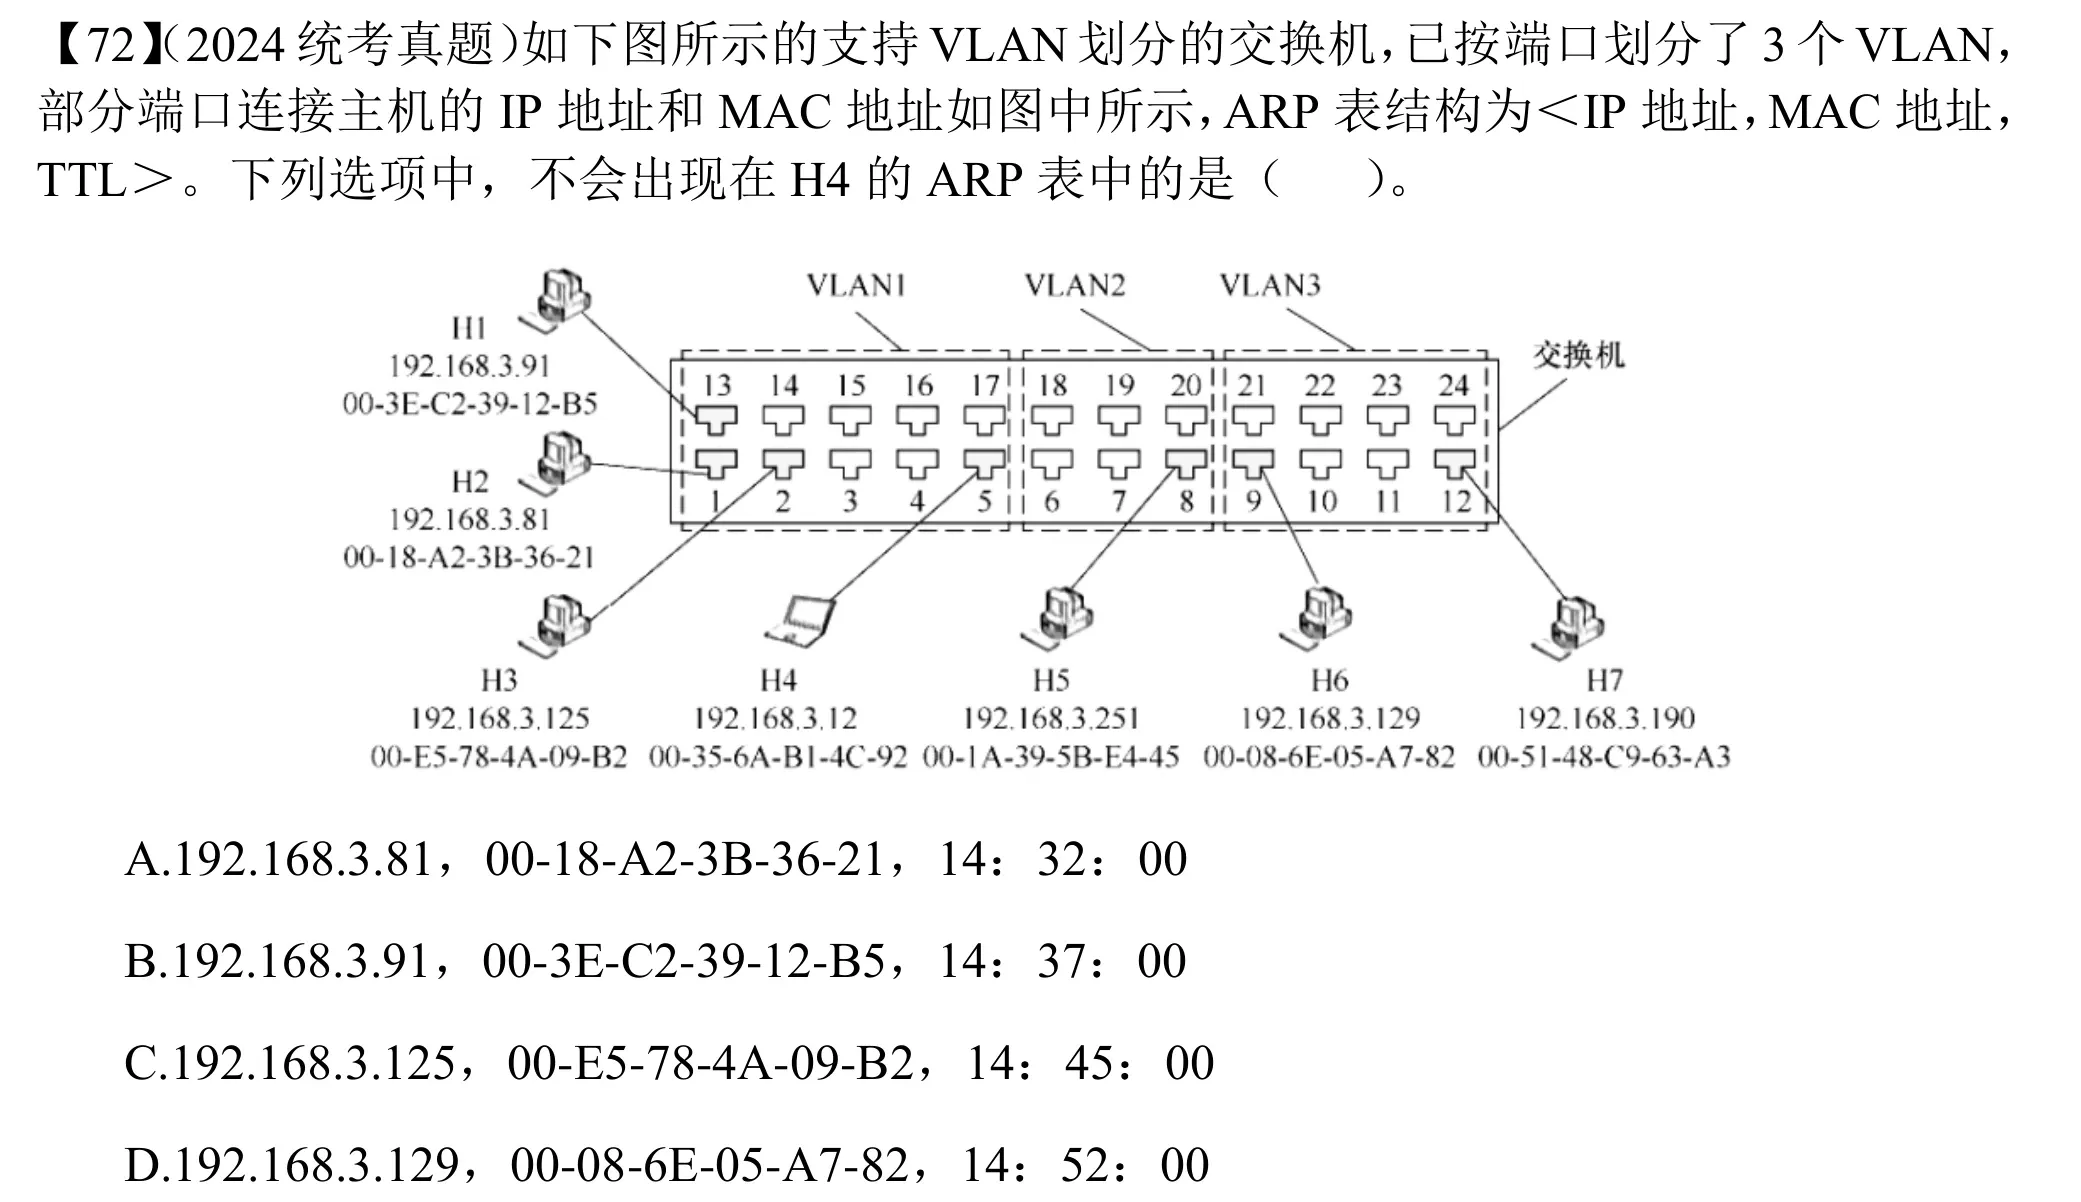 【72】（2024 统考真题）如下图所示的支持 VLAN 划分的交换机，已按端口划分了 3 个 VLAN，
部分端口连接主机的 IP 地址和 MAC 地址如图中所示，ARP 表结构为＜IP 地址，MAC 地址，
TTL＞。下列选项中，不会出现在 H4 的 ARP 表中的是（　　）。
VLAN1 VLAN2 VLAN3
交换机
H1
192.168.3.91
00-3E-C2-39-12-B5
13 14 15 16 17 18 19 20 21 22 23 24
1 2 3 4 5 6 7 8 9 10 11 12
H2
192.168.3.81
00-18-A2-3B-36-21
H3
192.168.3.125
00-E5-78-4A-09-B2
H4
192.168.3.12
00-35-6A-B1-4C-92
H5
192.168.3.251
00-1A-39-5B-E4-45
H6
192.168.3.129
00-08-6E-05-A7-82
H7
192.168.3.190
00-51-48-C9-63-A3
A.192.168.3.81，00-18-A2-3B-36-21，14：32：00
B.192.168.3.91，00-3E-C2-39-12-B5，14：37：00
C.192.168.3.125，00-E5-78-4A-09-B2，14：45：00
D.192.168.3.129，00-08-6E-05-A7-82，14：52：00